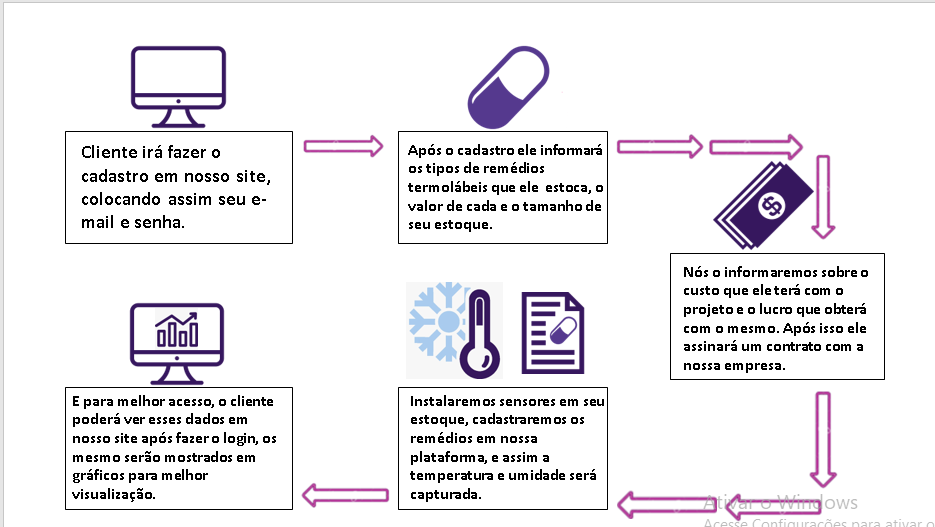 Cliente irá fazer o
cadastro em nosso site,
colocando assim seu e-
mail e senha.
Após o cadastro ele informará
os tipos de remédios
termolábeis que ele estoca, o
valor de cada e o tamanho de
seu estoque.
Nós o informaremos sobre o
custo que ele terá com o
projeto e o lucro que obterá
com o mesmo. Após isso ele
assinará um contrato com a
nossa empresa.
Instalaremos sensores em seu
estoque, cadastraremos os
remédios em nossa
plataforma, e assim a
temperatura e umidade será
capturada.
E para melhor acesso, o cliente
poderá ver esses dados em
nosso site após fazer o login, os
mesmo serão mostrados em
gráficos para melhor
visualização.
Ativar o Windows
Acesse Configurações para ativar o